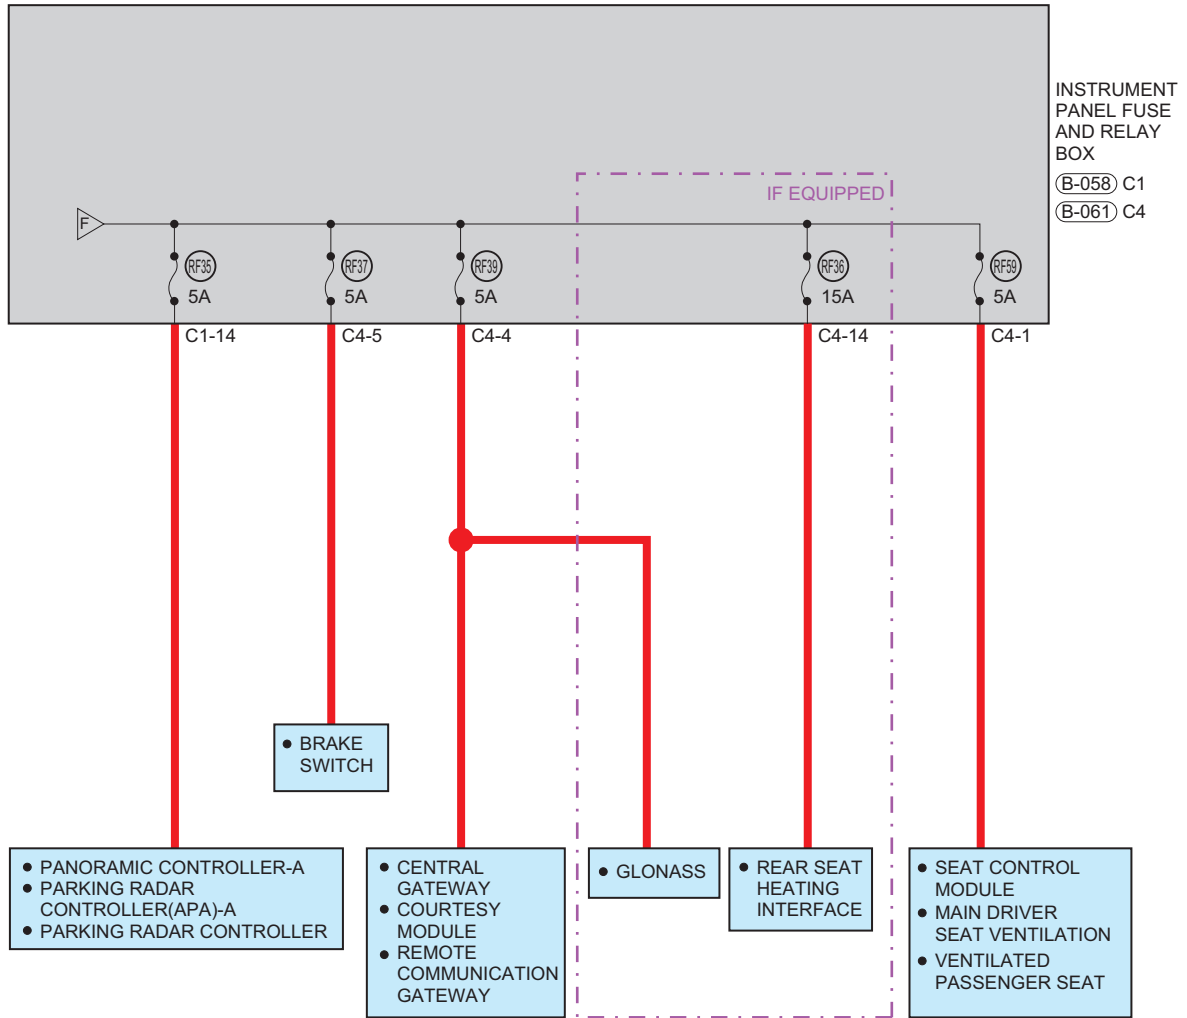 INSTRUMENT
PANEL FUSE
AND RELAY
BOX
B-058 C1
B-061 C4
IF EQUIPPED
F
RF35
5A
RF37
5A
RF39
5A
RF36
15A
RF59
5A
C1-14
C4-5
C4-4
C4-14
C4-1
• BRAKE
SWITCH
• PANORAMIC CONTROLLER-A
• PARKING RADAR
CONTROLLER(APA)-A
• PARKING RADAR CONTROLLER
• CENTRAL
GATEWAY
• COURTESY
MODULE
• REMOTE
COMMUNICATION
GATEWAY
• GLONASS
• REAR SEAT
HEATING
INTERFACE
• SEAT CONTROL
MODULE
• MAIN DRIVER
SEAT VENTILATION
• VENTILATED
PASSENGER SEAT